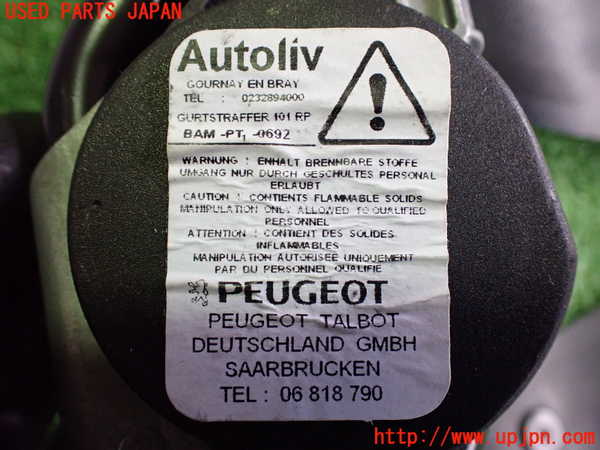 USED PARTS JAPAN
Autoliv
GOURNAY EN BRAY
TEL : 0232894000
GURTSTRAFFER 101 RP
BAM -PT1 -0692
WARNUNG : ENHALT BRENNBARE STOFFE
UMGANG NUR DURCH GESCHULTES PERSONAL
ERLAUBT
CAUTION : CONTIENTS FLAMMABLE SOLIDS
MANIPULATION ONLY ALLOWED TO QUALIFIED
PERSONNEL
ATTENTION : CONTIENT DES SOLIDES
INFLAMMABLES
MANIPULATION AUTORISEE UNIQUEMENT
PAR DU PERSONNEL QUALIFIE
PEUGEOT
PEUGEOT TALBOT
DEUTSCHLAND GMBH
SAARBRUCKEN
TEL : 06 818 790
http://www.upjpn.com/